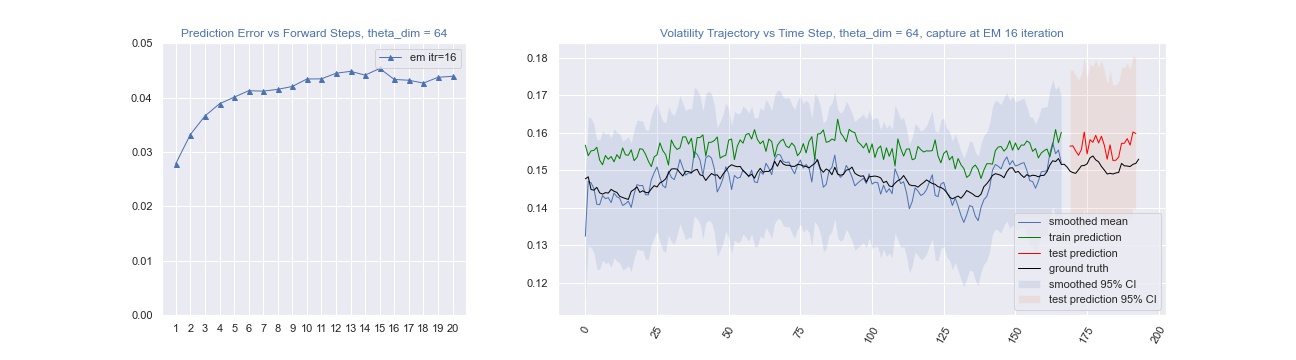 Prediction Error vs Forward Steps, theta_dim = 64
0.05
0.04
0.03
0.02
0.01
0.00
em itr=16
1 2 3 4 5 6 7 8 9 10 11 12 13 14 15 16 17 18 19 20
Volatility Trajectory vs Time Step, theta_dim = 64, capture at EM 16 iteration
0.18
0.17
0.16
0.15
0.14
0.13
0.12
smoothed mean
train prediction
test prediction
ground truth
smoothed 95% CI
test prediction 95% CI
0 25 50 75 100 125 150 175 200